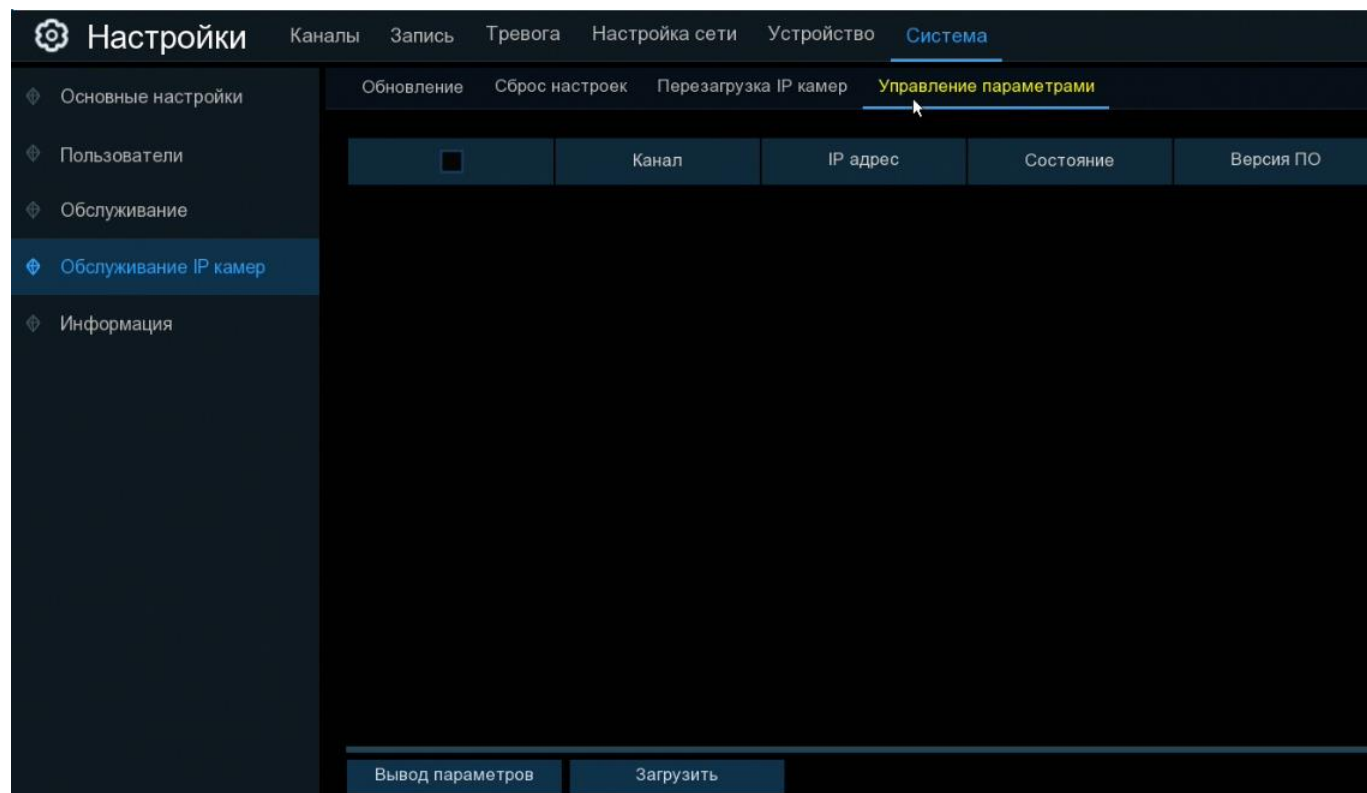 Настройки Каналы Запись Тревога Настройка сети Устройство Система
Обновление Сброс настроек Перезагрузка IP камер Управление параметрами
Основные настройки
Пользователи
Обслуживание
Обслуживание IP камер
Информация
Канал IP адрес Состояние Версия ПО
Вывод параметров Загрузить